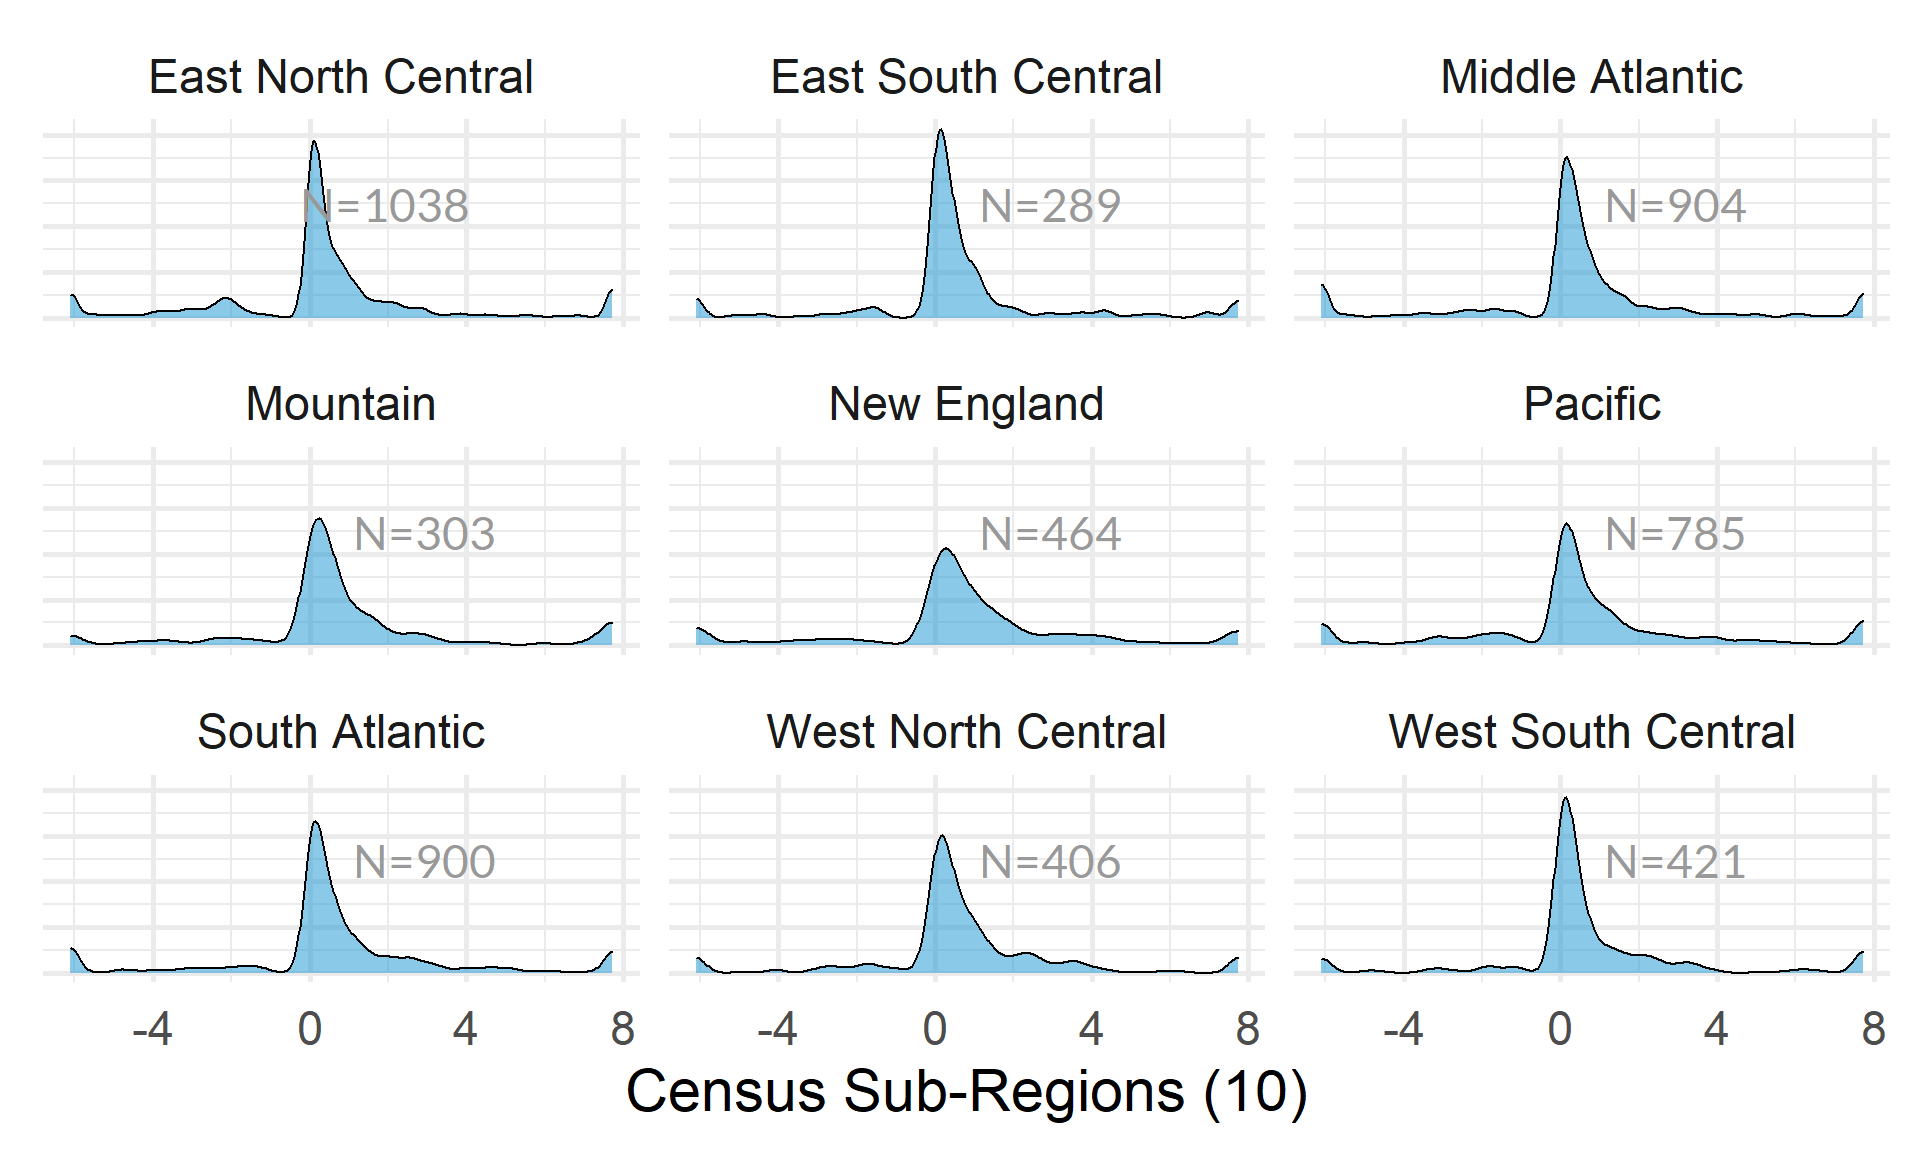 East North Central East South Central Middle Atlantic
N=1038 N=289 N=904
Mountain New England Pacific
N=303 N=464 N=785
South Atlantic West North Central West South Central
N=900 N=406 N=421
-4 0 4 8 -4 0 4 8 -4 0 4 8
Census Sub-Regions (10)